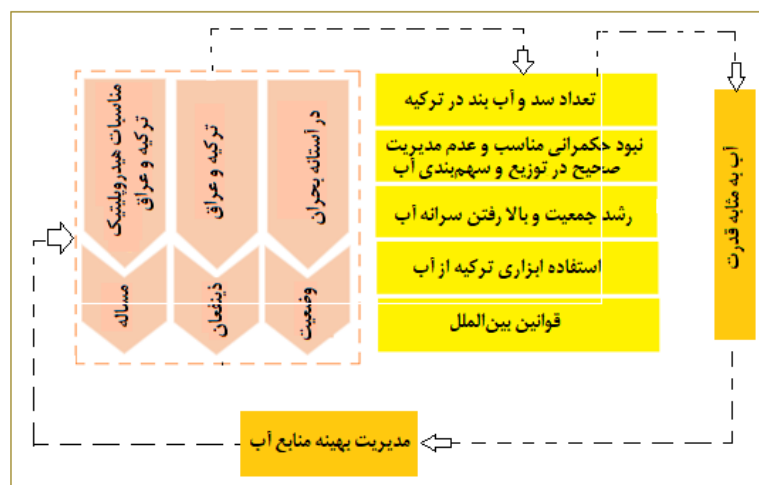 مناسبات هیدروپلیتیک
ترکیه و عراق
ترکیه و عراق
در آستانه بحران
مساله
ذینفعان
وضعیت
تعداد سد و آب بند در ترکیه
نبود حکمرانی مناسب و عدم مدیریت
صحیح در توزیع و سهم‌بندی آب
رشد جمعیت و بالا رفتن سرانه آب
استفاده ابزاری ترکیه از آب
قوانین بین‌الملل
آب به مثابه قدرت
مدیریت بهینه منابع آب